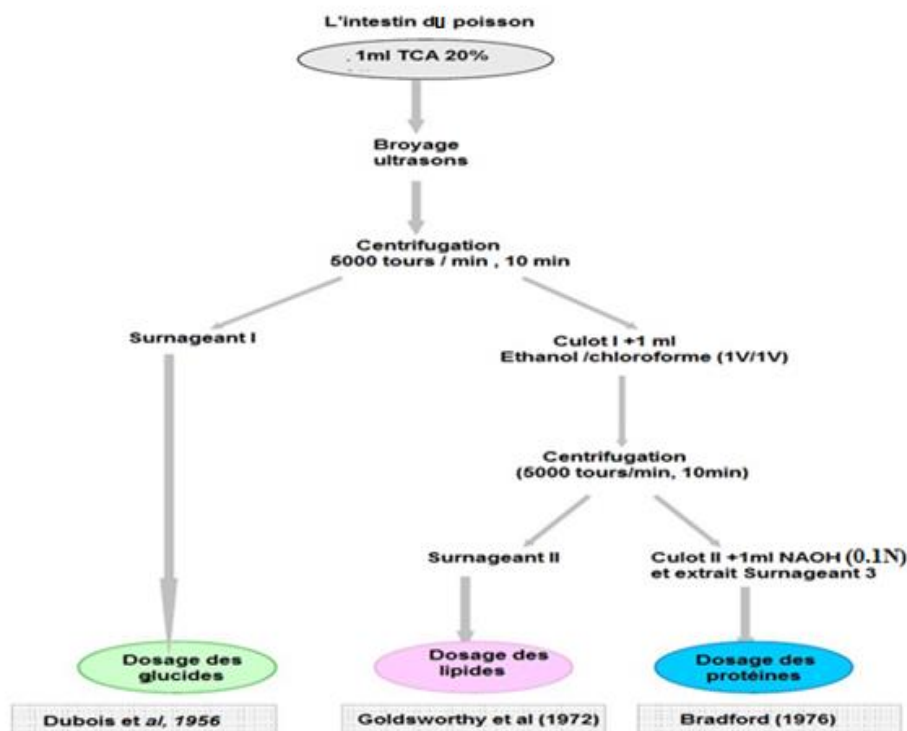 L'intestin du poisson
. 1ml TCA 20%
Broyage
ultrasons
Centrifugation
5000 tours / min , 10 min
Surnageant I
Culot I +1 ml
Ethanol /chloroforme (1V/1V)
Centrifugation
(5000 tours/min, 10min)
Surnageant II
Culot II +1ml NAOH (0.1N)
et extrait Surnageant 3
Dosage des
glucides
Dosage des
lipides
Dosage des
protéines
Dubois et al, 1956
Goldsworthy et al (1972)
Bradford (1976)